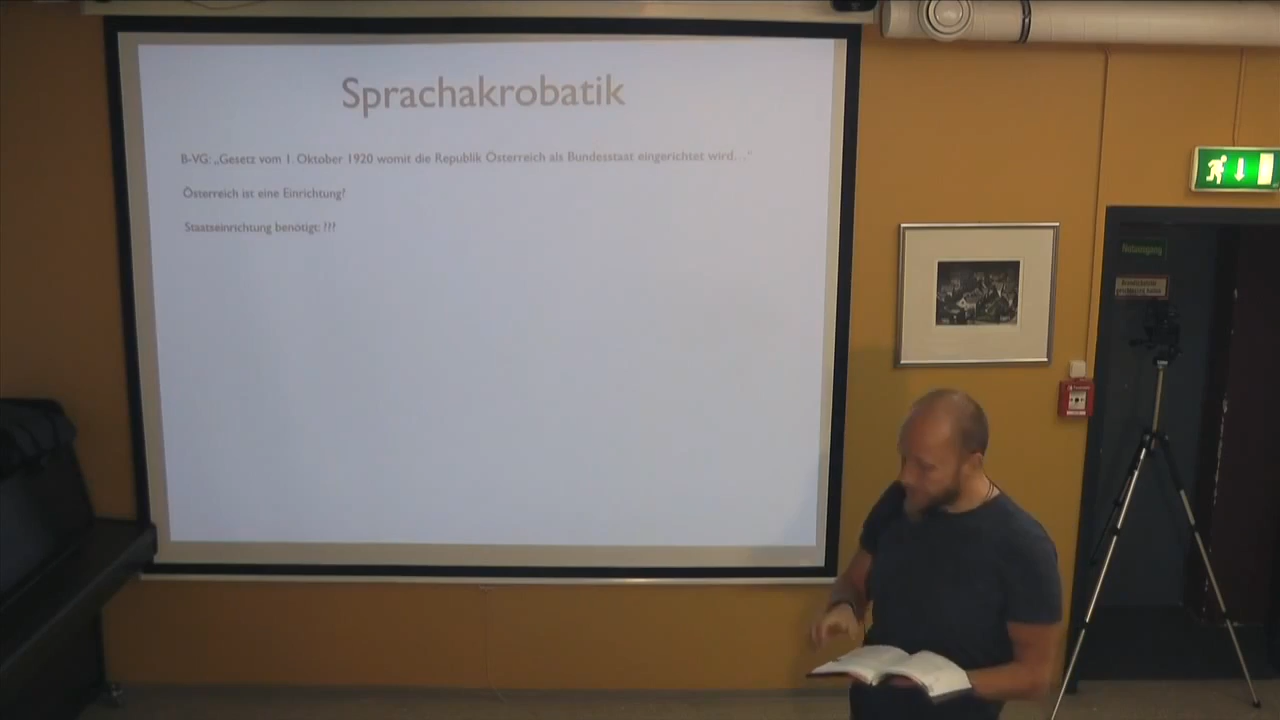 Sprachakrobatik
B-VG: „Gesetz vom 1. Oktober 1920 womit die Republik Österreich als Bundesstaat eingerichtet wird…“
Österreich ist eine Einrichtung?
Staatseinrichtung benötigt: ???
Notausgang